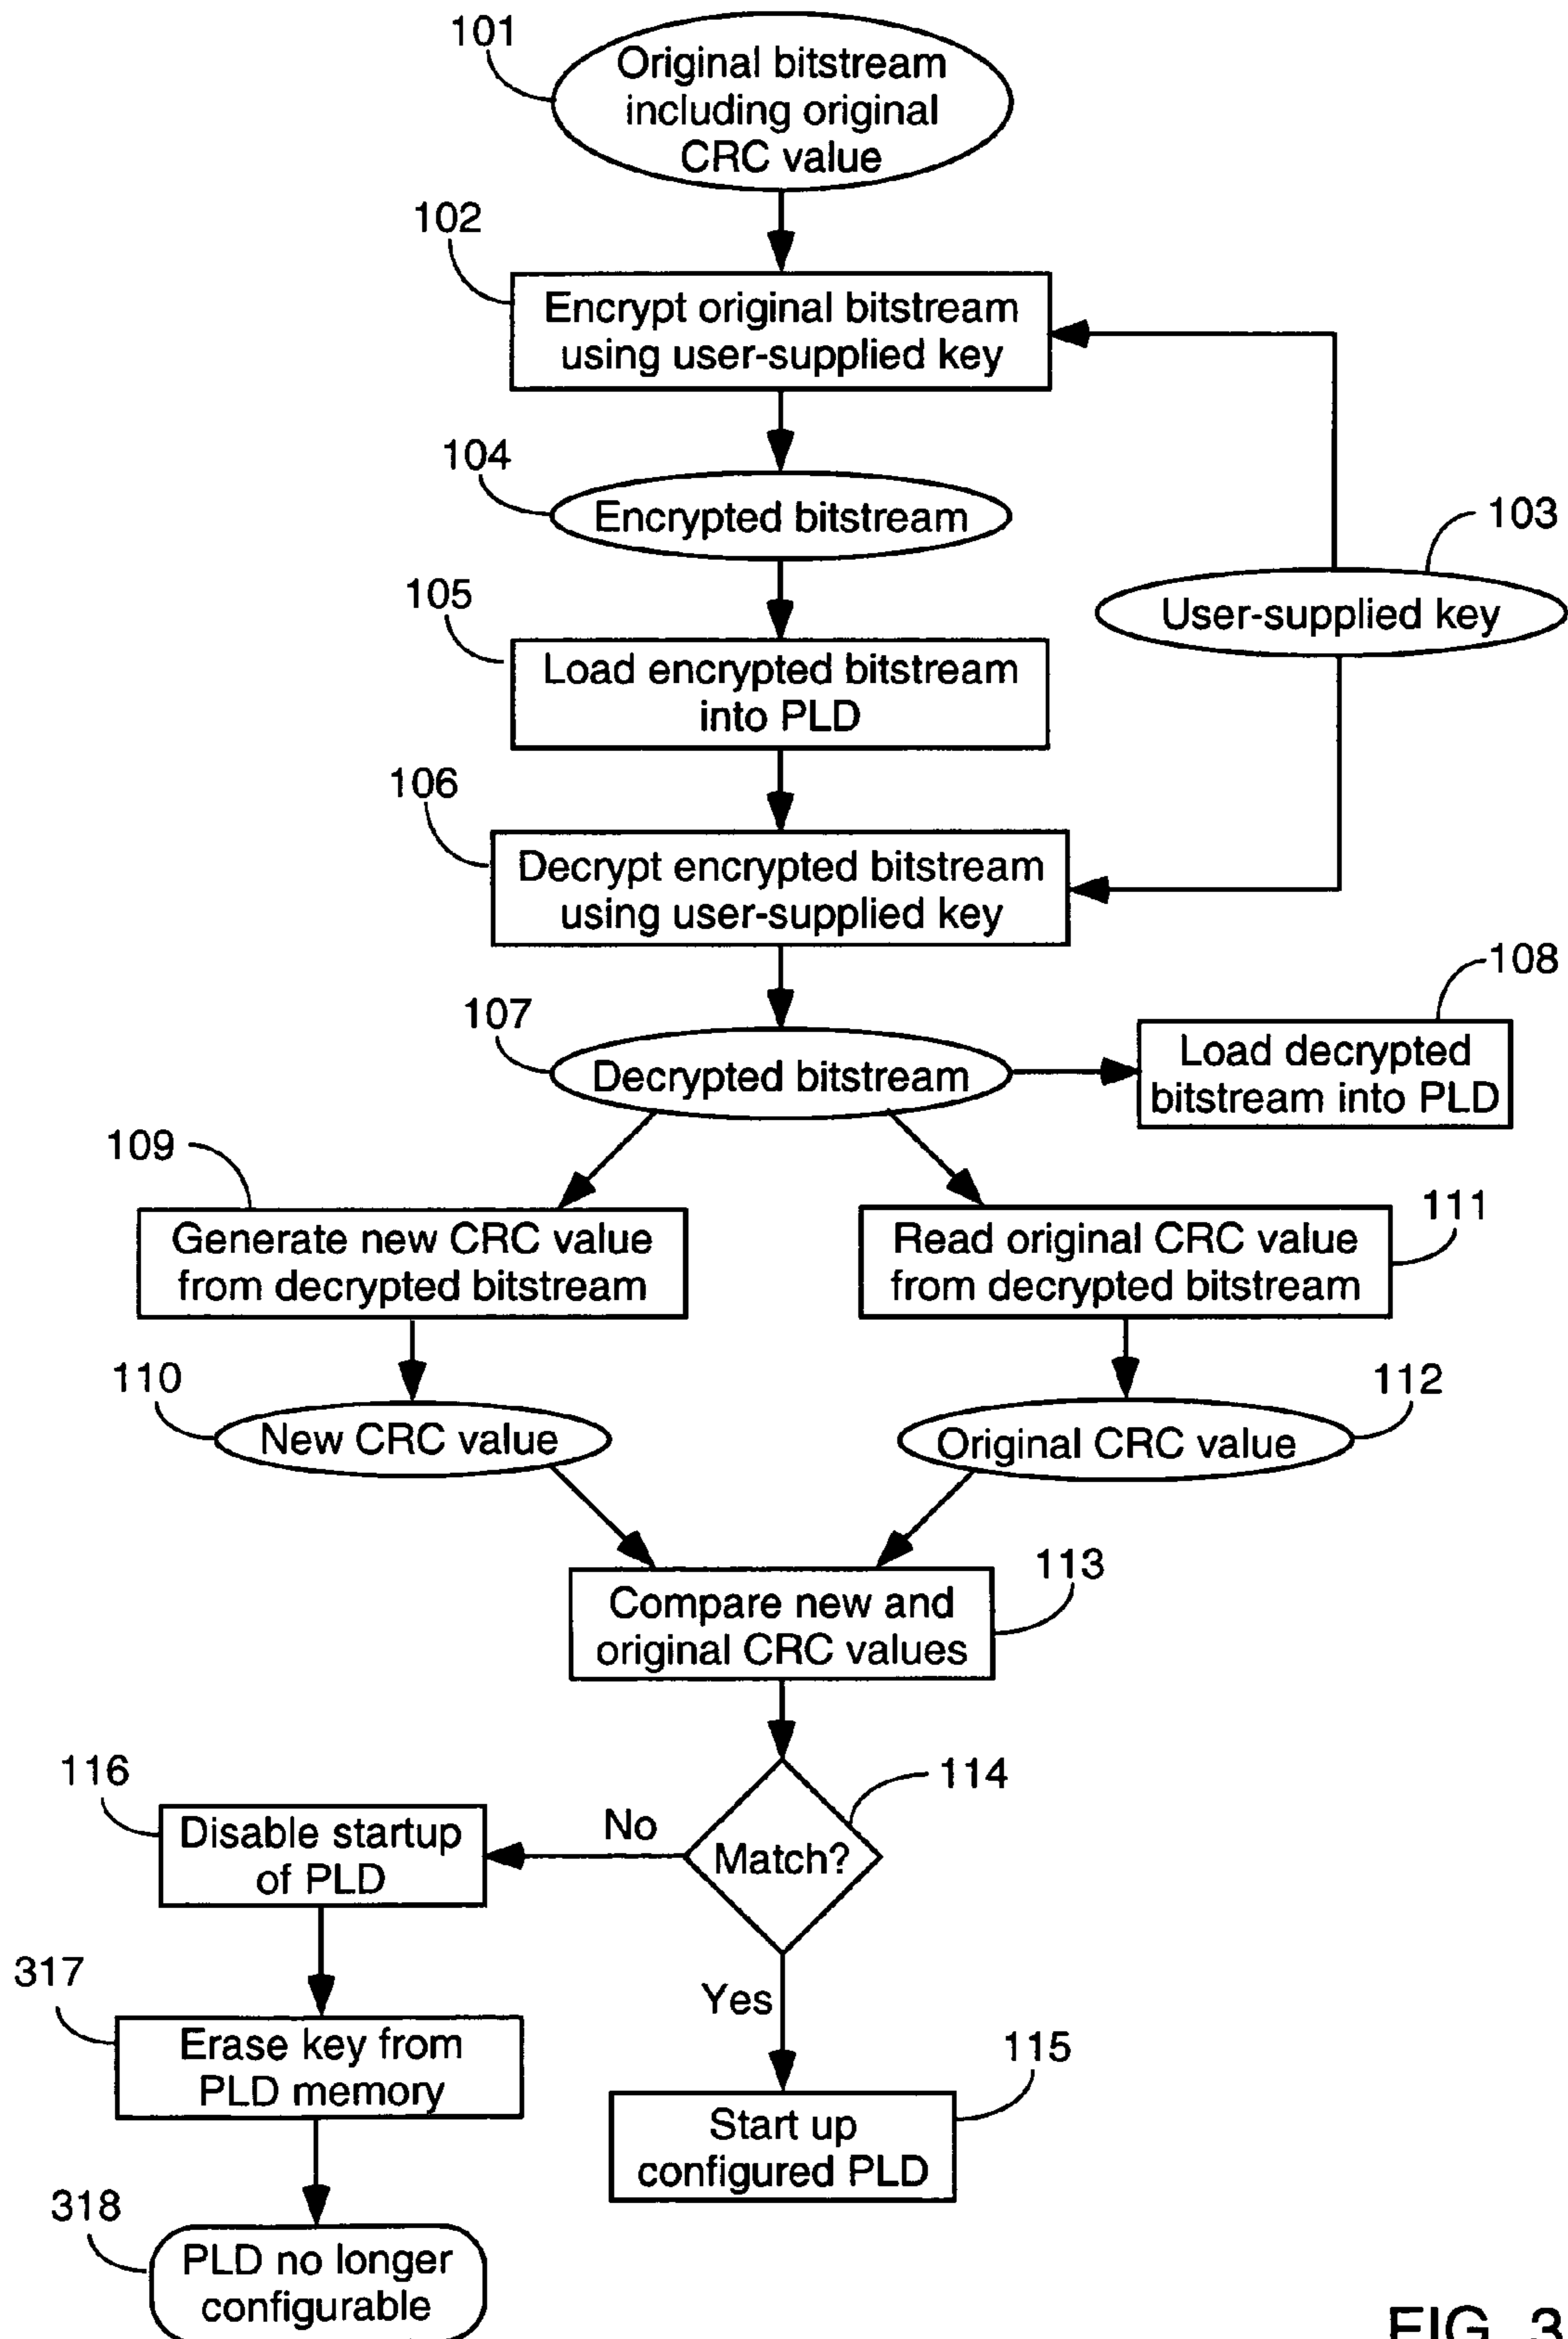 101
Original bitstream
including original
CRC value
102
Encrypt original bitstream
using user-supplied key
104
Encrypted bitstream
103
User-supplied key
105
Load encrypted bitstream
into PLD
106
Decrypt encrypted bitstream
using user-supplied key
107
Decrypted bitstream
108
Load decrypted
bitstream into PLD
109
Generate new CRC value
from decrypted bitstream
111
Read original CRC value
from decrypted bitstream
110
New CRC value
112
Original CRC value
113
Compare new and
original CRC values
114
Match?
No
116
Disable startup
of PLD
317
Erase key from
PLD memory
Yes
115
Start up
configured PLD
318
PLD no longer
configurable
FIG. 3